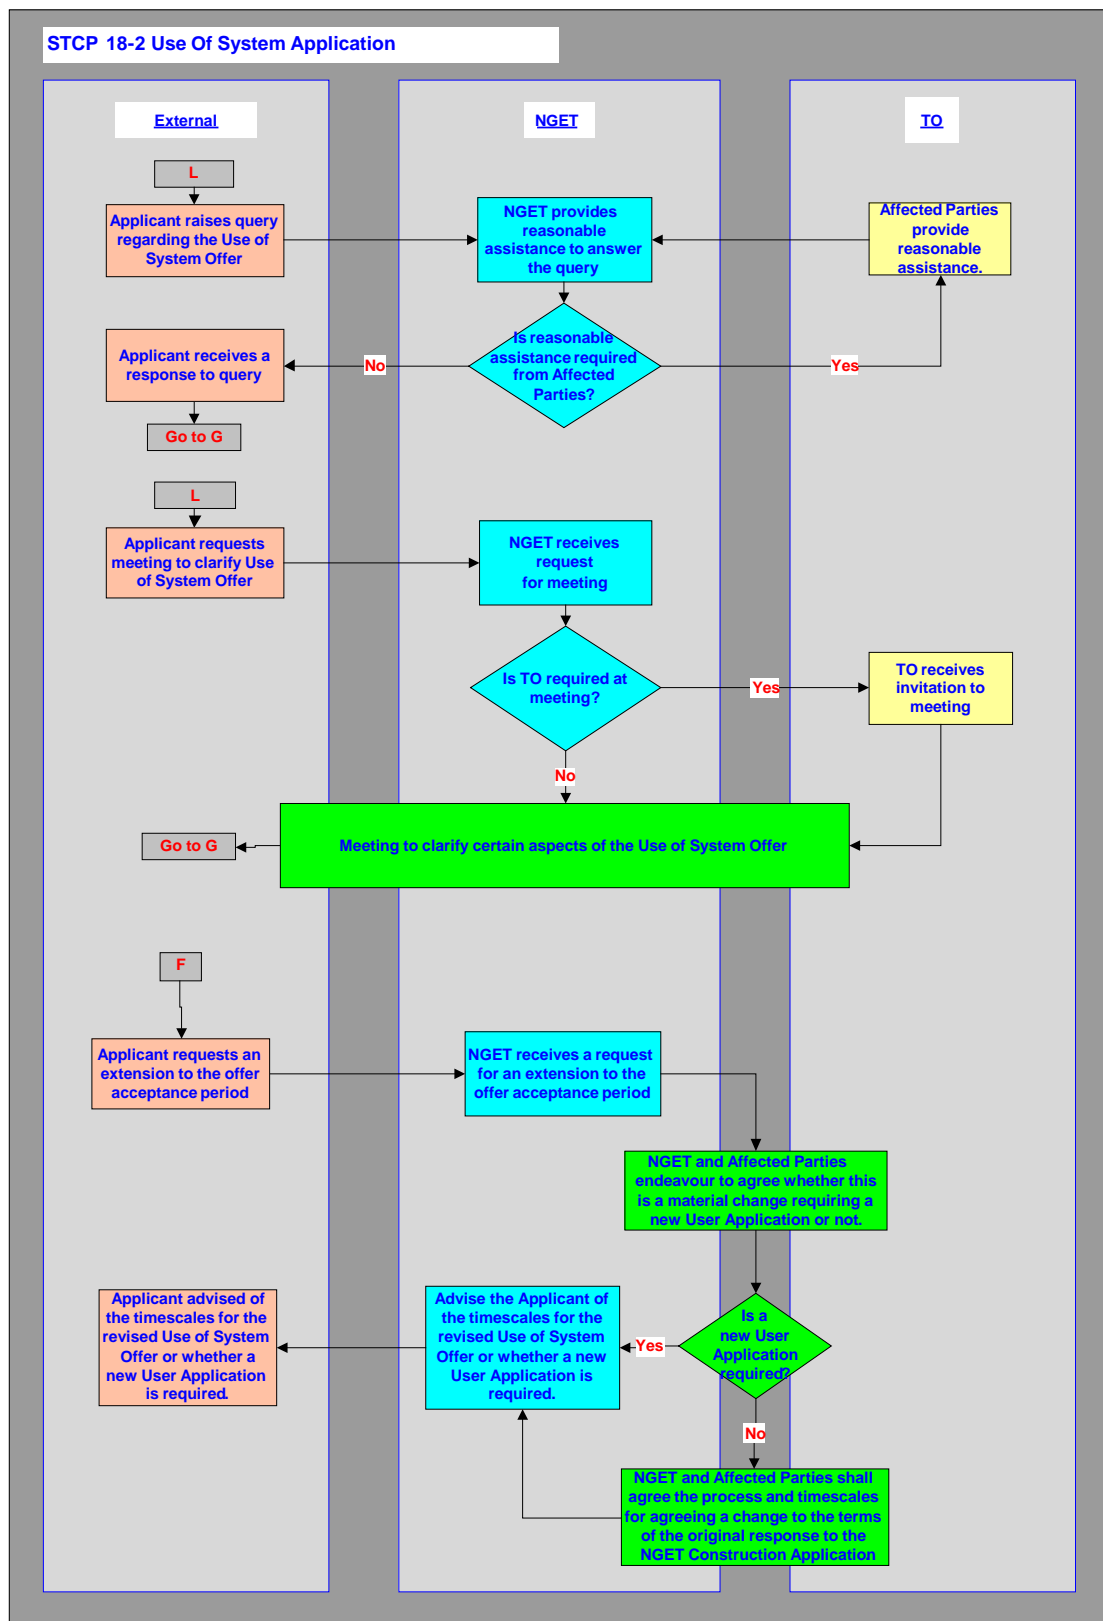 STCP 18-2 Use Of System Application
External
NGET
TO
L
Applicant raises query
regarding the Use of
System Offer
NGET provides
reasonable
assistance to answer
the query
Affected Parties
provide
reasonable
assistance.
Is reasonable
assistance required
from Affected
Parties?
No
Yes
Applicant receives a
response to query
Go to G
L
Applicant requests
meeting to clarify Use
of System Offer
NGET receives
request
for meeting
Is TO required at
meeting?
Yes
TO receives
invitation to
meeting
No
Meeting to clarify certain aspects of the Use of System Offer
Go to G
F
Applicant requests an
extension to the offer
acceptance period
NGET receives a request
for an extension to the
offer acceptance period
NGET and Affected Parties
endeavour to agree whether this
is a material change requiring a
new User Application or not.
Is a
new User
Application
required?
Yes
Advise the Applicant of
the timescales for the
revised Use of System
Offer or whether a new
User Application is
required.
Applicant advised of
the timescales for the
revised Use of System
Offer or whether a
new User Application
is required.
No
NGET and Affected Parties shall
agree the process and timescales
for agreeing a change to the terms
of the original response to the
NGET Construction Application